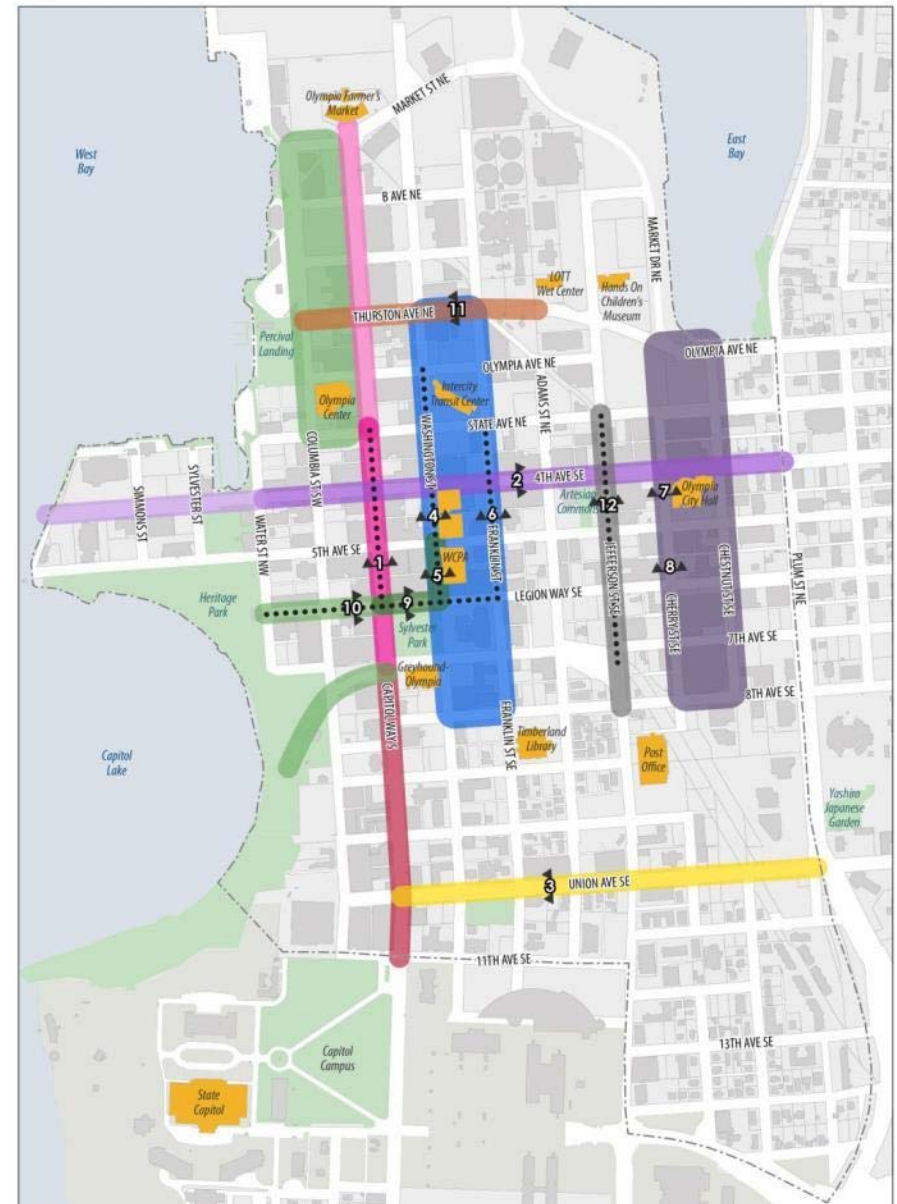 Olympia Farmer's
Market
MARKET ST NE
West
Bay
East
Bay
B AVE NE
MARKET DR NE
LOTT
Wet Center
Hands On
Children's
Museum
11
THURSTON AVE NE
Percival
Landing
OLYMPIA AVE NE
OLYMPIA AVE NE
Intercity
Transit Center
ADAMS ST NE
Olympia
Center
STATE AVE NE
WASHINGTON ST
COLUMBIA ST SW
SYLVESTER ST
SIMMONS ST
2
4TH AVE SE
7
Olympia
City Hall
Artesian
Commons
12
4
6
WATER ST NW
5TH AVE SE
1
WCPA
5
FRANKLIN ST
JEFFERSON ST SE
8
CHESTNUT ST SE
PLUM ST NE
Heritage
Park
10
9
LEGION WAY SE
CHERRY ST SE
Sylvester
Park
7TH AVE SE
Greyhound-
Olympia
CAPITOL WAY S
8TH AVE SE
FRANKLIN ST SE
Timberland
Library
Post
Office
Capitol
Lake
Yashiro
Japanese
Garden
3
UNION AVE SE
11TH AVE SE
13TH AVE SE
Capitol
Campus
State
Capitol